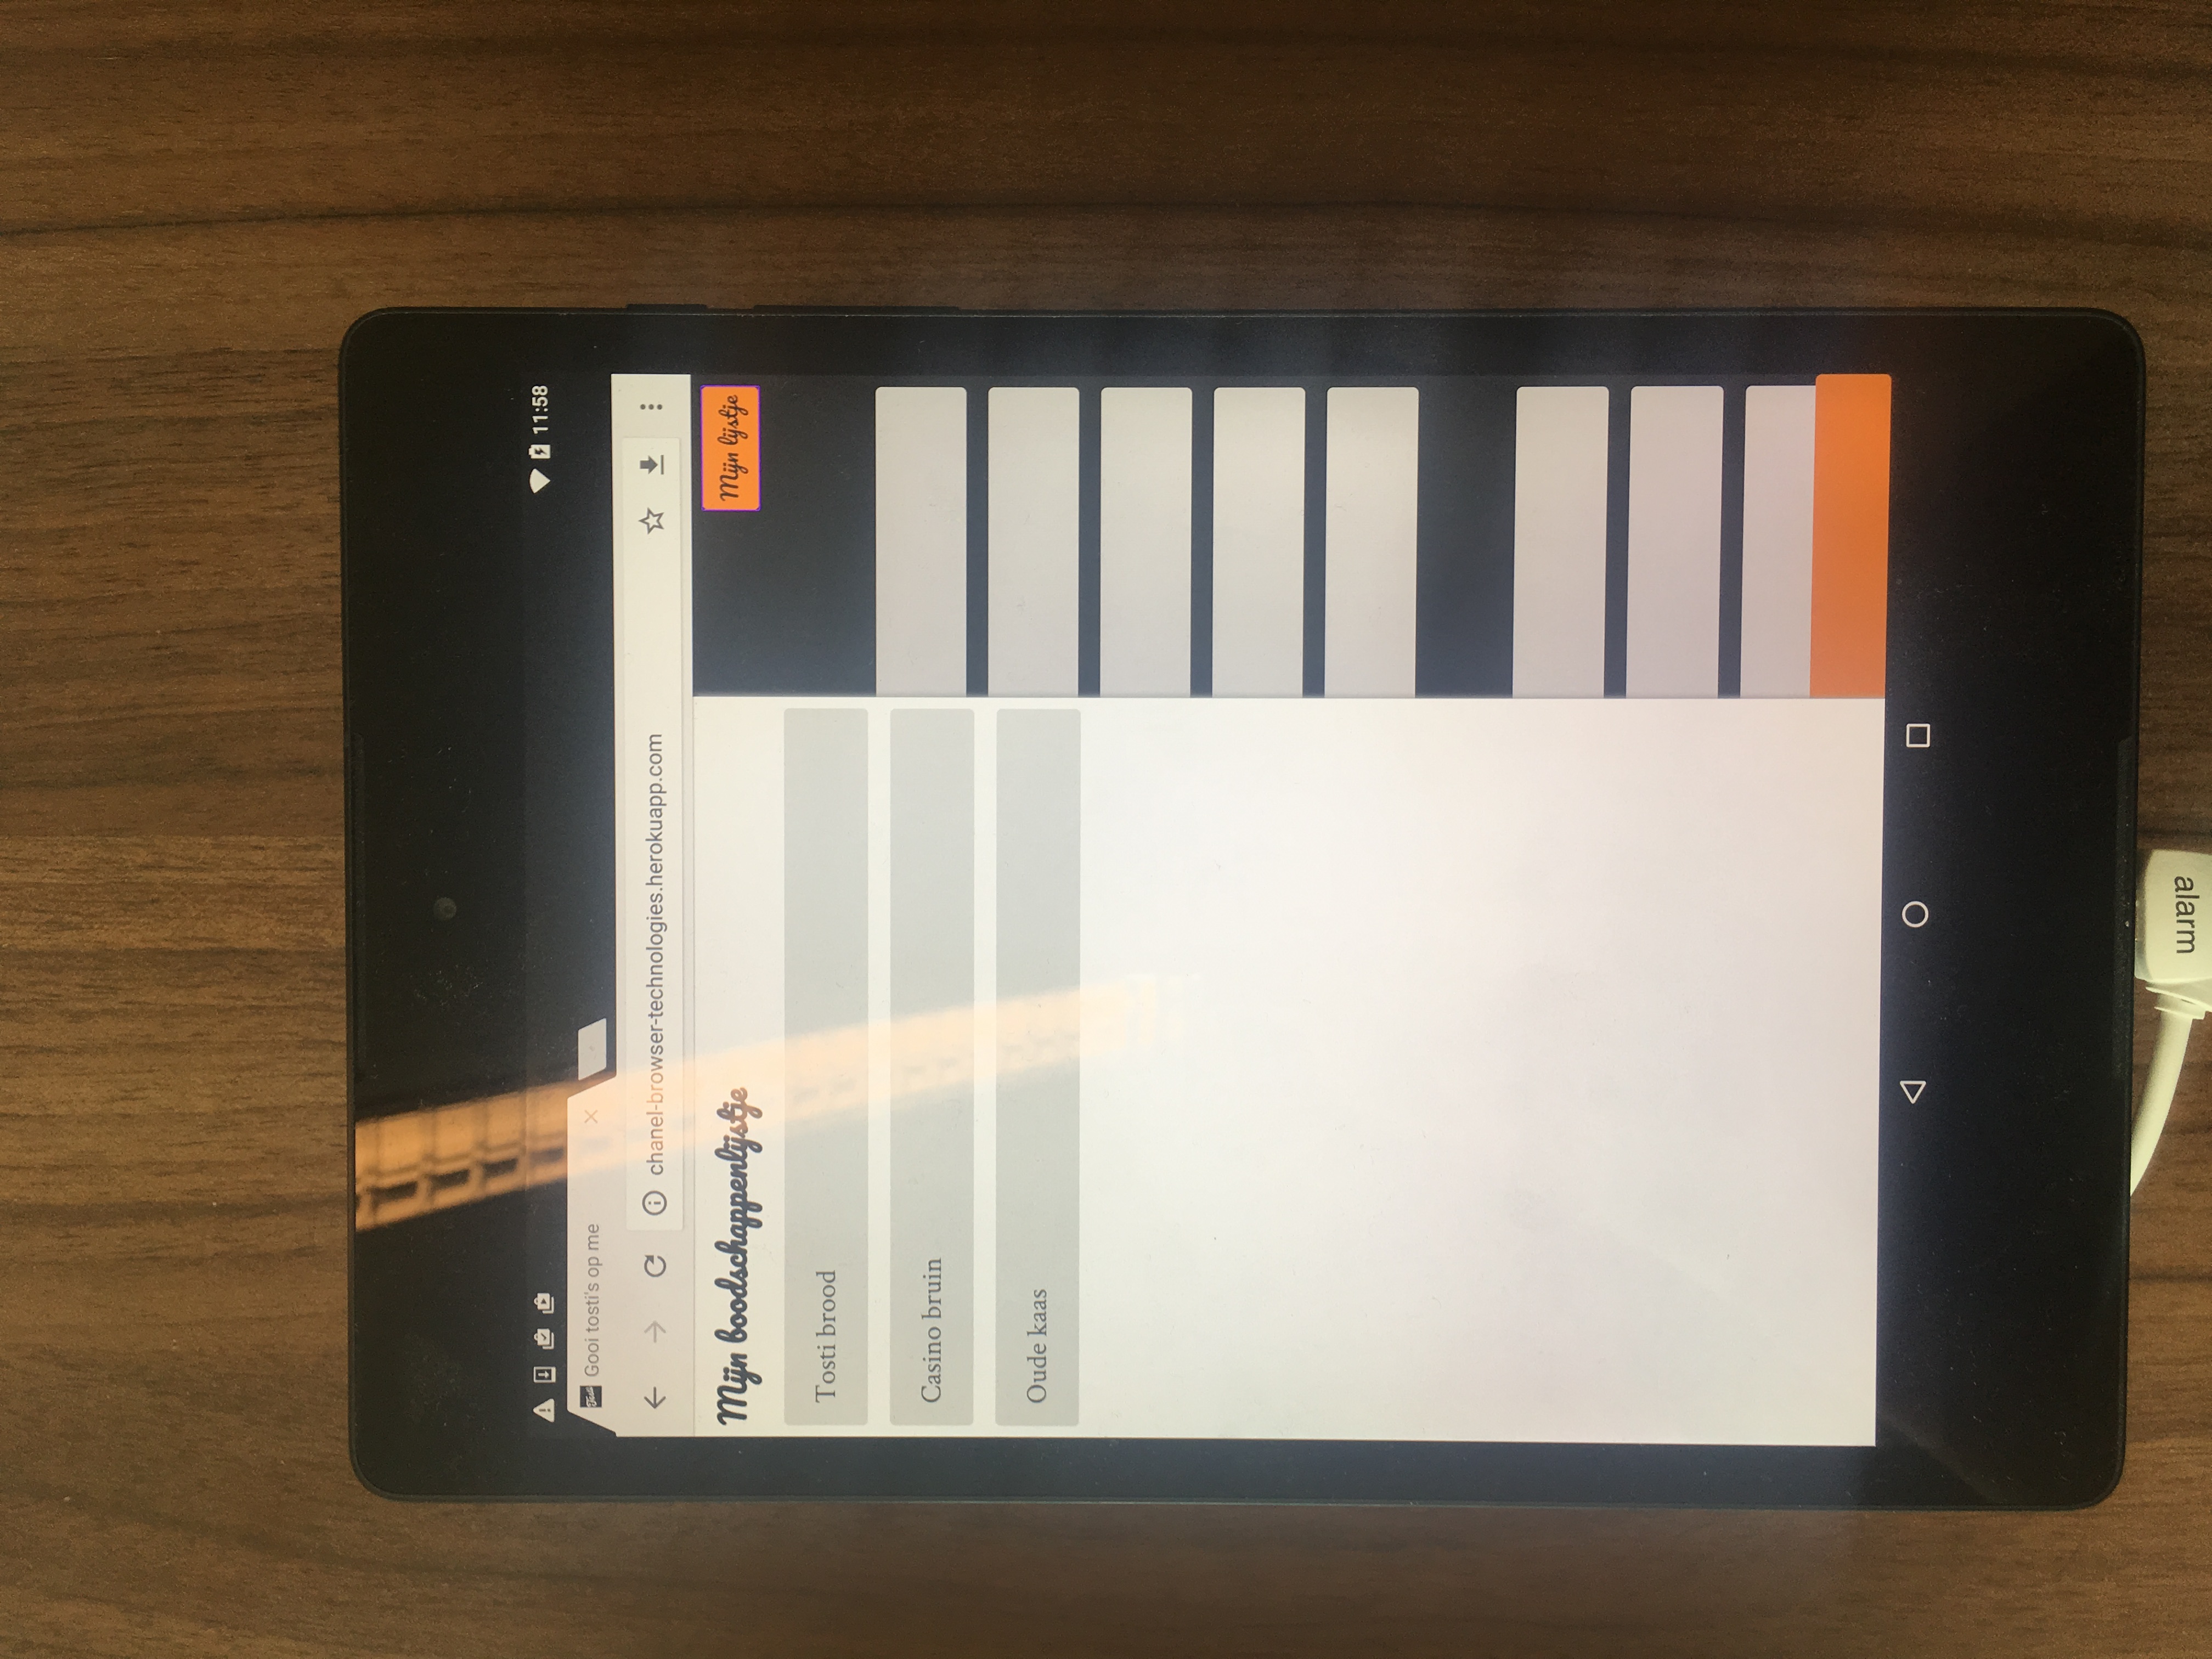 11:58
Tosti
Gooi tosti's op me
chanel-browser-technologies.herokuapp.com
Mijn boodschappenlijstje
Mijn lijstje
Tosti brood
Casino bruin
Oude kaas
alarm